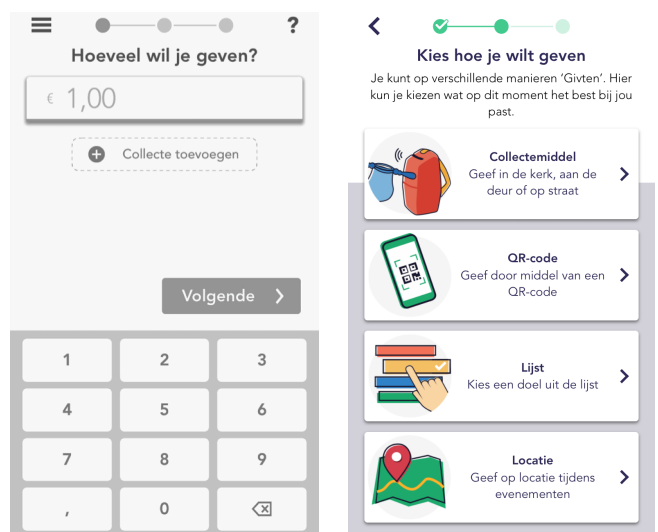 ?
Hoeveel wil je geven?
€ 1,00
Collecte toevoegen
Volgende
1 2 3
4 5 6
7 8 9
, 0
Kies hoe je wilt geven
Je kunt op verschillende manieren ‘Givten’. Hier
kun je kiezen wat op dit moment het best bij jou
past.
Collectemiddel
Geef in de kerk, aan de
deur of op straat
QR-code
Geef door middel van een
QR-code
Lijst
Kies een doel uit de lijst
Locatie
Geef op locatie tijdens
evenementen